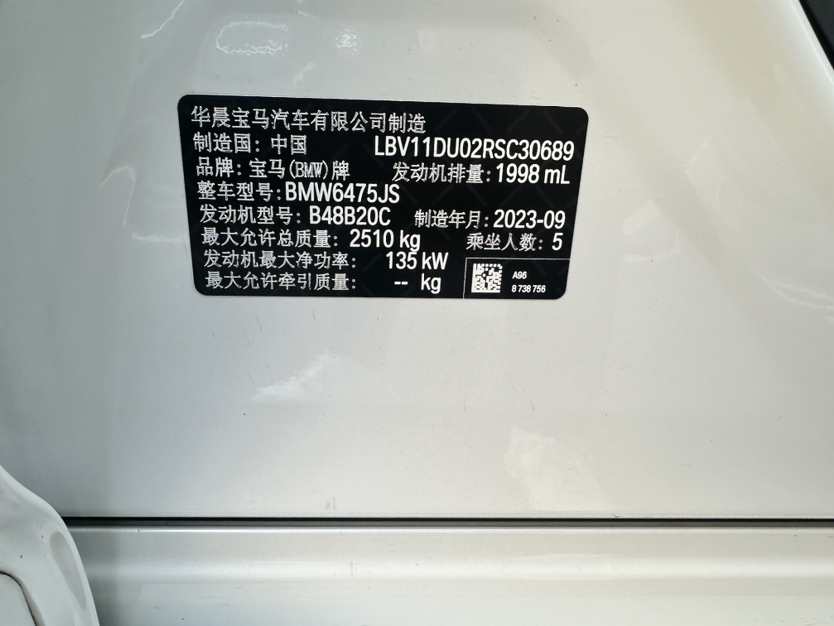 华晨宝马汽车有限公司制造
制造国: 中国 LBV11DU02RSC30689
品牌: 宝马(BMW)牌 发动机排量: 1998 mL
整车型号: BMW6475JS
发动机型号: B48B20C 制造年月: 2023-09
最大允许总质量: 2510 kg 乘坐人数: 5
发动机最大净功率: 135 kW
最大允许牵引质量: -- kg
A96
8 738 756